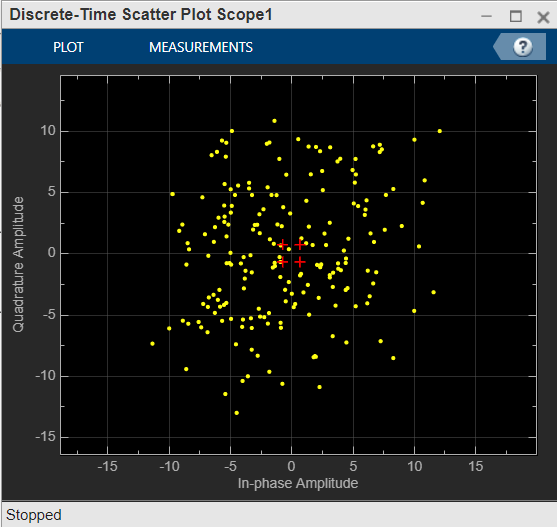 Discrete-Time Scatter Plot Scope1
PLOT MEASUREMENTS ?
10
5
0
-5
-10
-15
Quadrature Amplitude
-15 -10 -5 0 5 10 15
In-phase Amplitude
Stopped